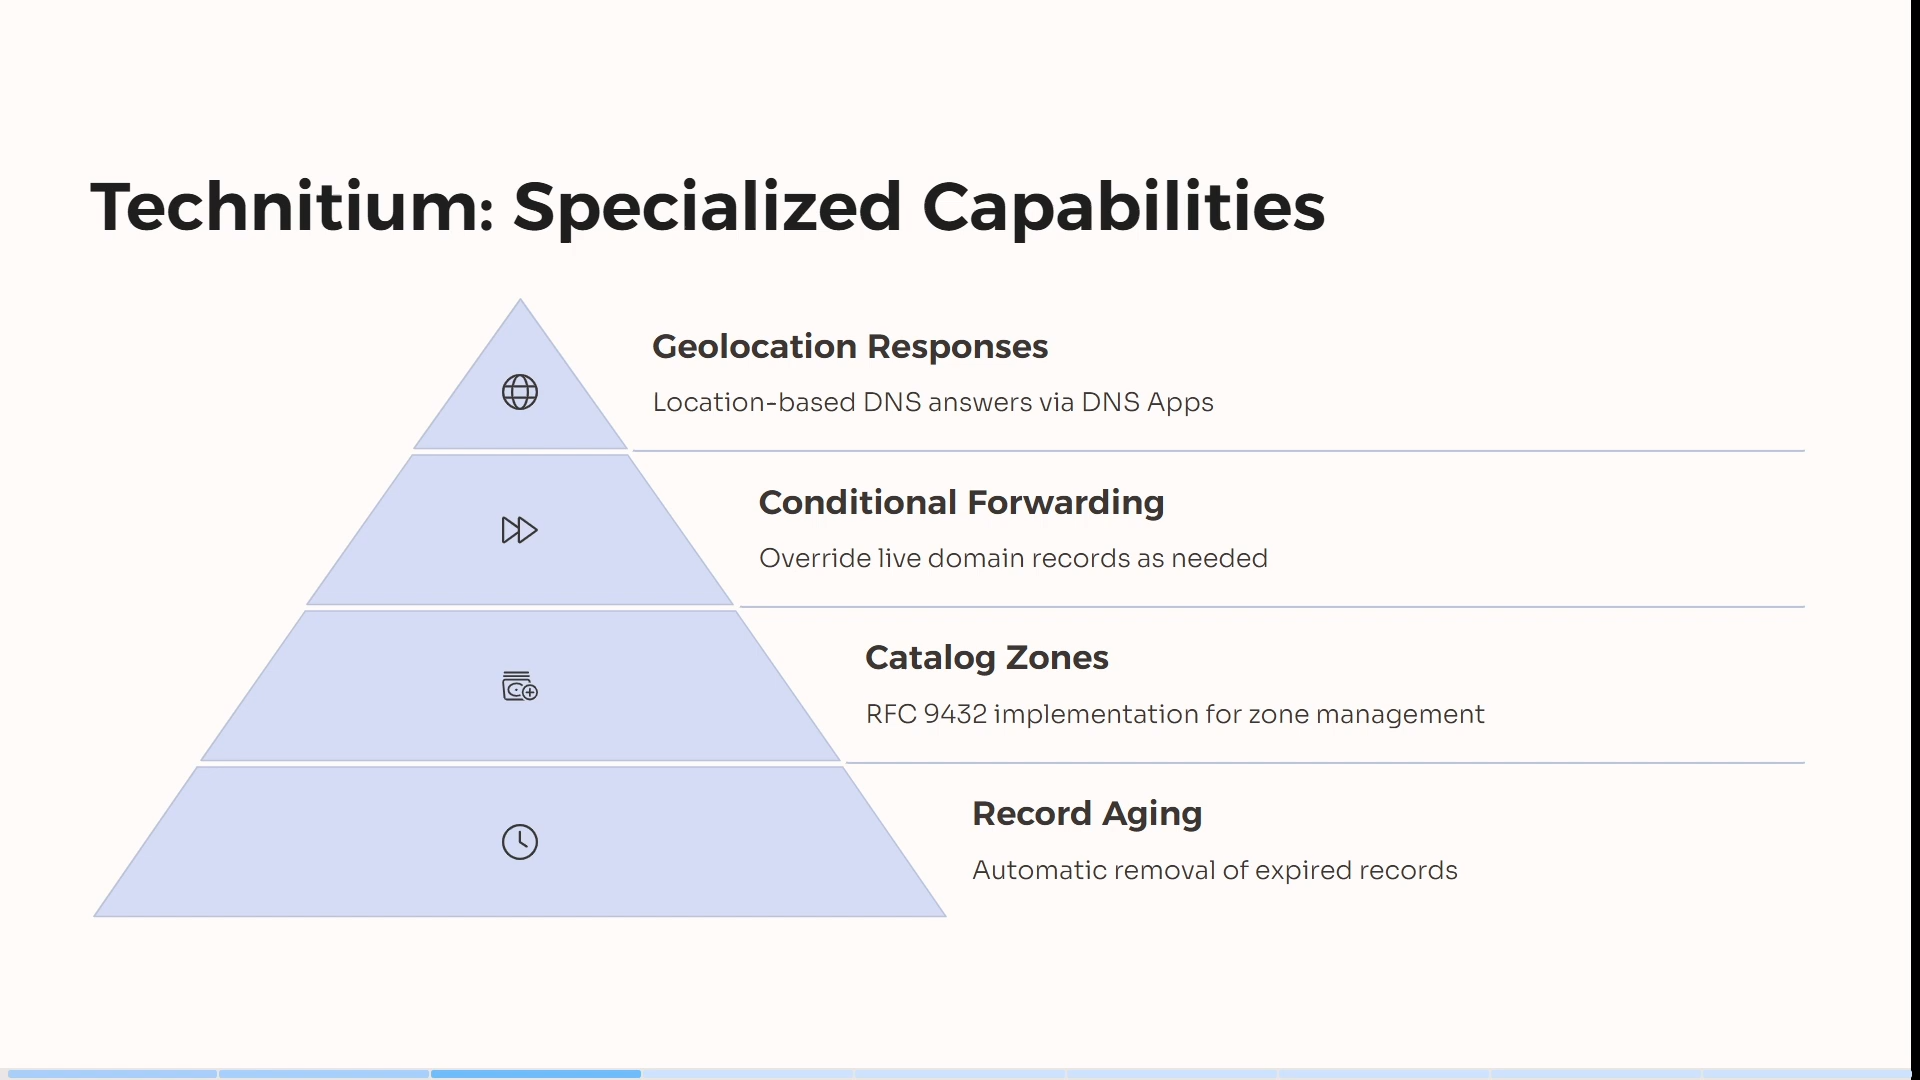 Technitium: Specialized Capabilities
Geolocation Responses
Location-based DNS answers via DNS Apps
Conditional Forwarding
Override live domain records as needed
Catalog Zones
RFC 9432 implementation for zone management
Record Aging
Automatic removal of expired records